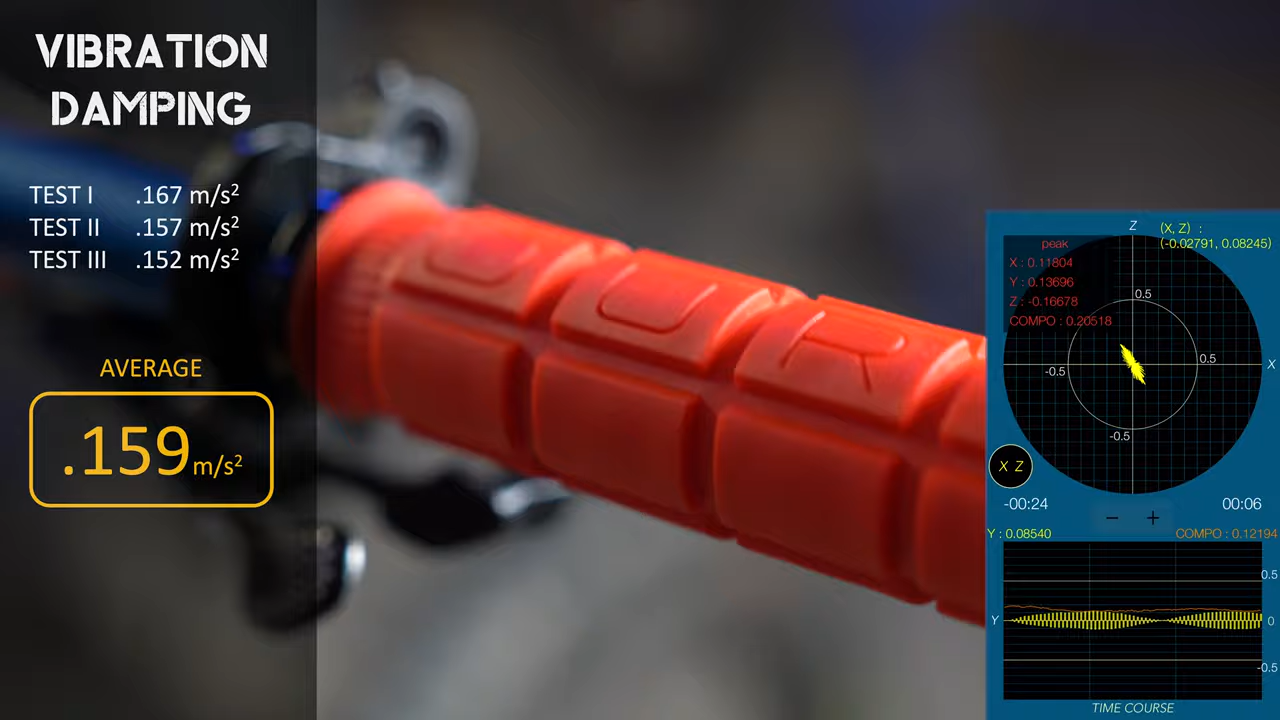 VIBRATION
DAMPING
TEST I .167 m/s²
TEST II .157 m/s²
TEST III .152 m/s²
AVERAGE
.159 m/s²
Z
(X, Z) :
(-0.02791, 0.08245)
peak
X : 0.11804
Y : 0.13696
Z : -0.16678
COMPO : 0.20518
0.5
0.5
-0.5
X
-0.5
X Z
-00:24
00:06
− +
Y : 0.08540
COMPO : 0.12194
0.5
Y
0
-0.5
TIME COURSE